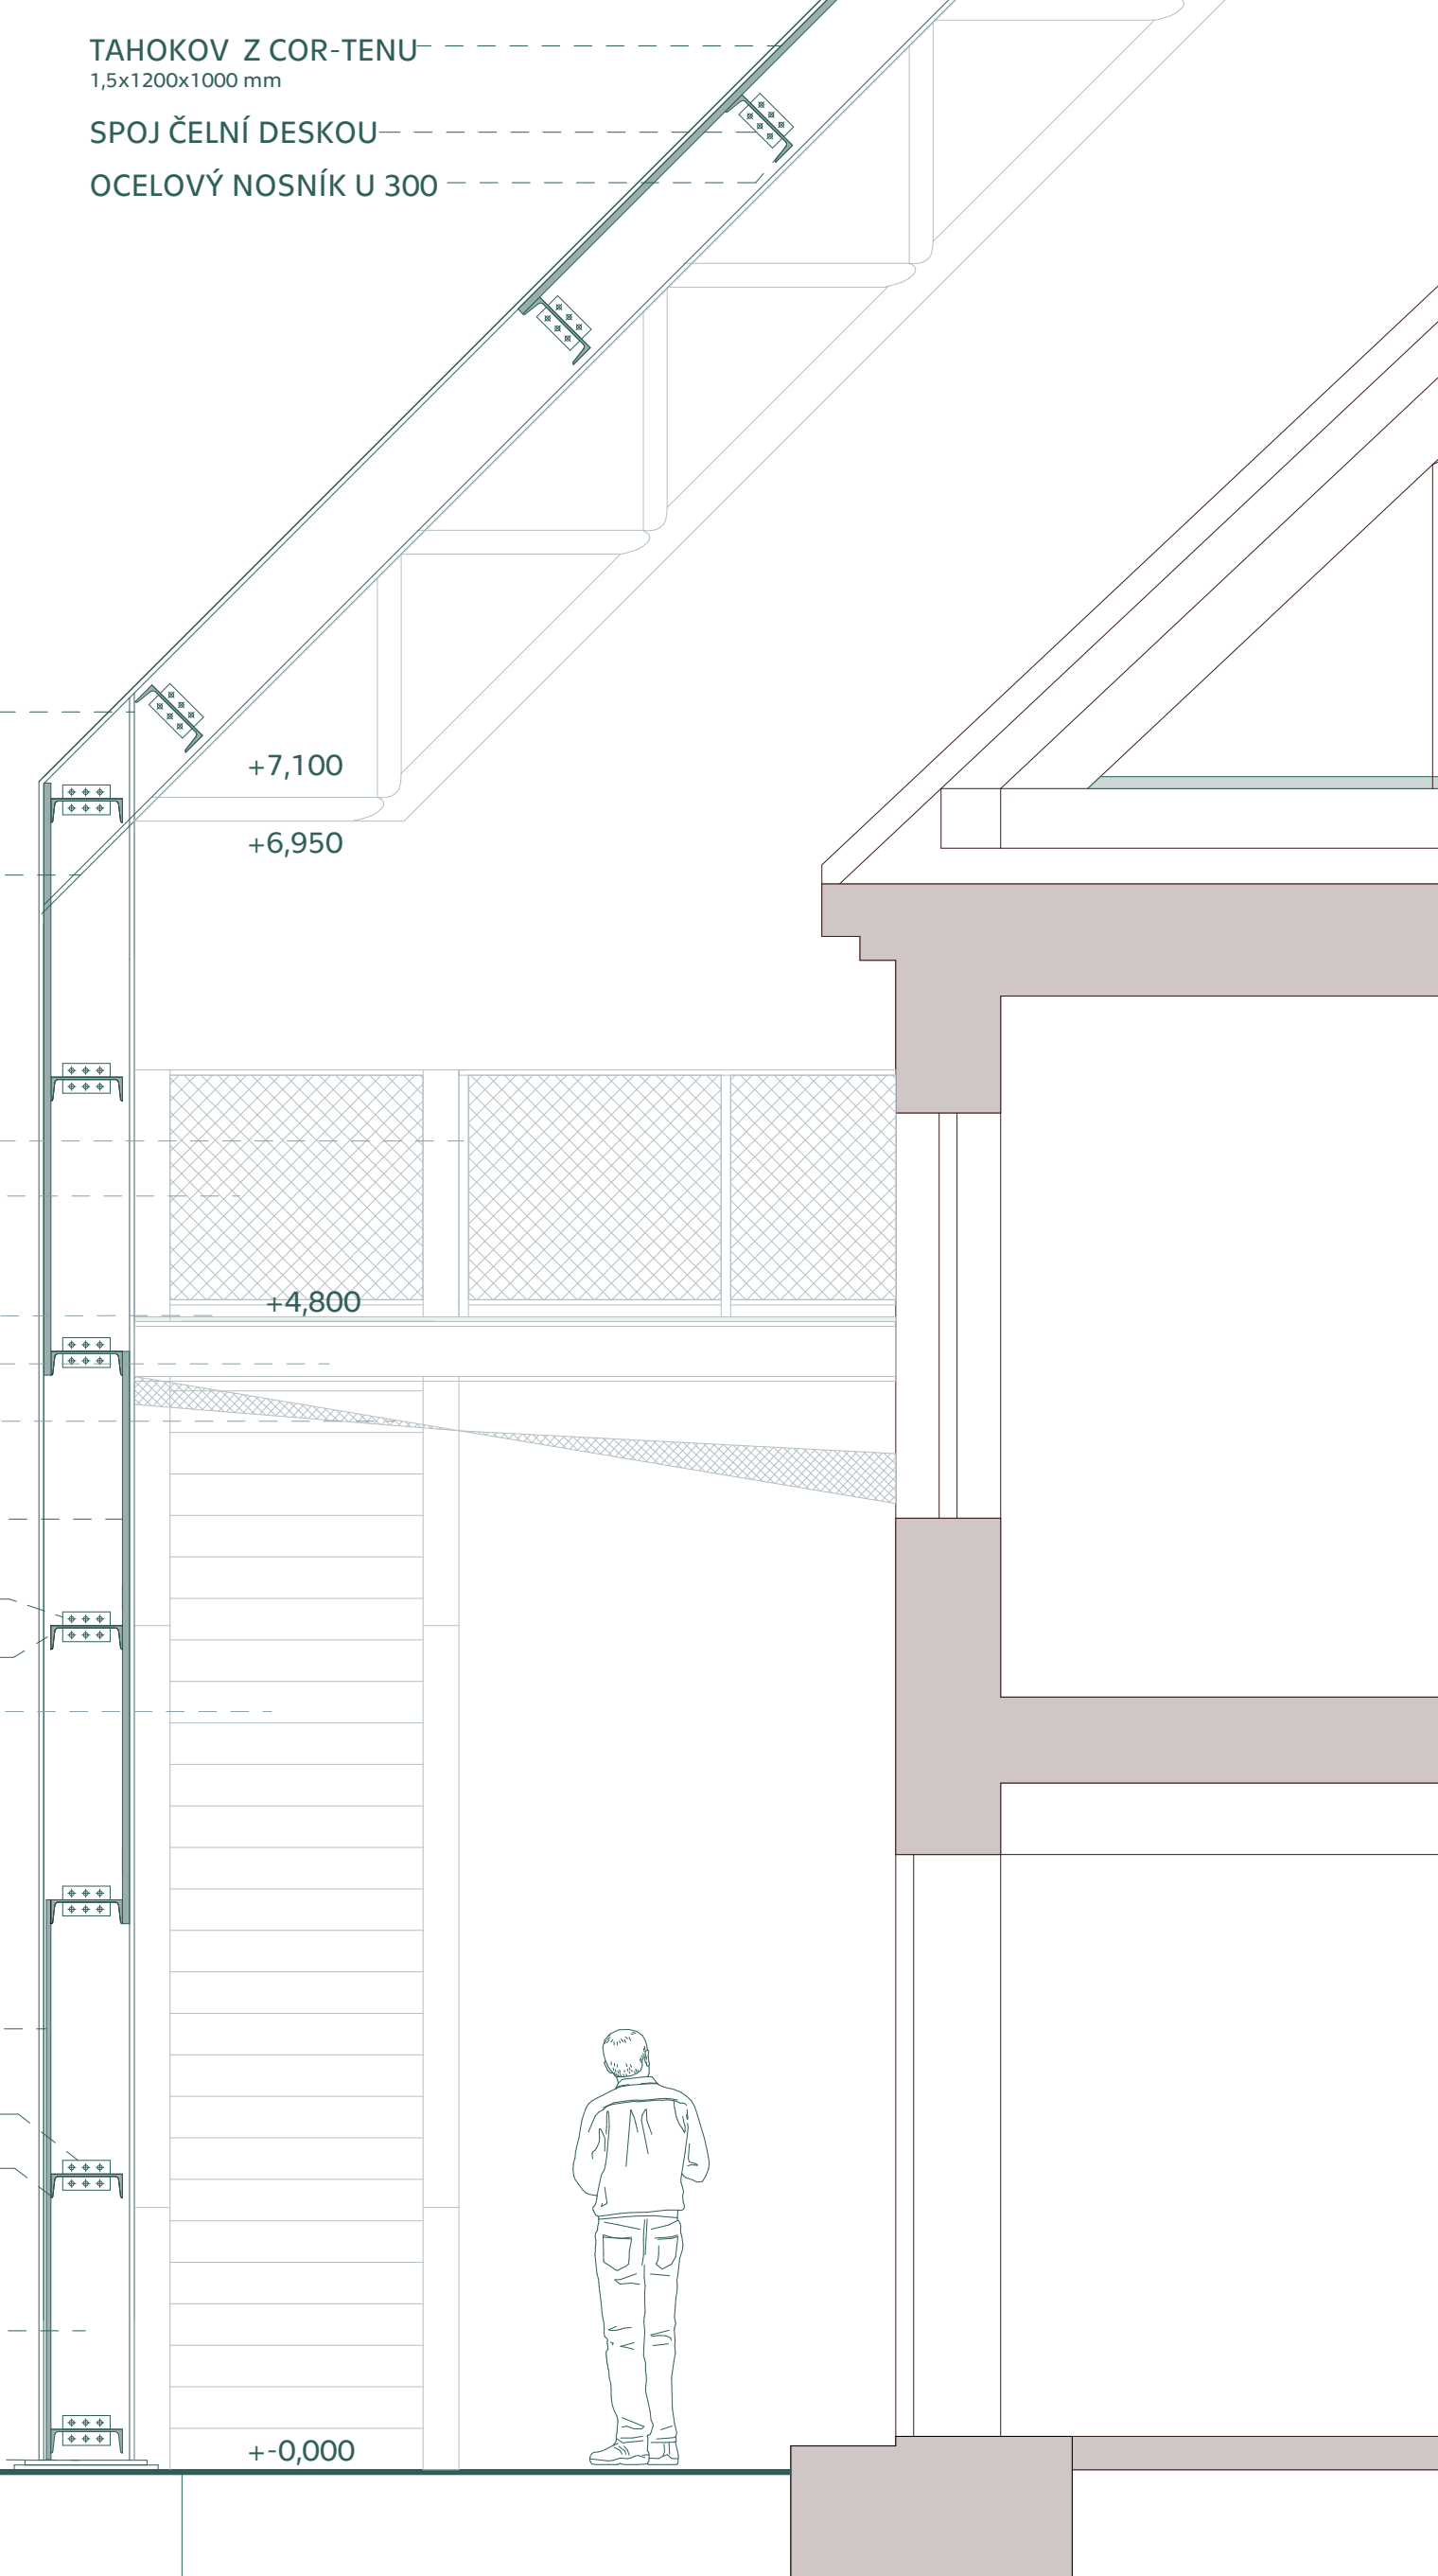 TAHOKOV Z COR-TENU
1,5x1200x1000 mm
SPOJ ČELNÍ DESKOU
OCELOVÝ NOSNÍK U 300
+7,100
+6,950
+4,800
+-0,000